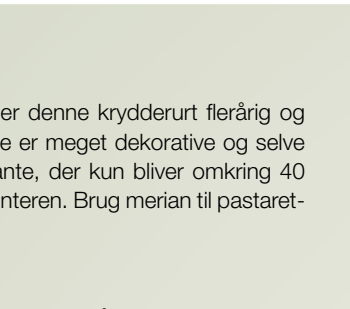 er denne krydderurt flerårig og
e er meget dekorative og selve
ante, der kun bliver omkring 40
nteren. Brug merian til pastaret-